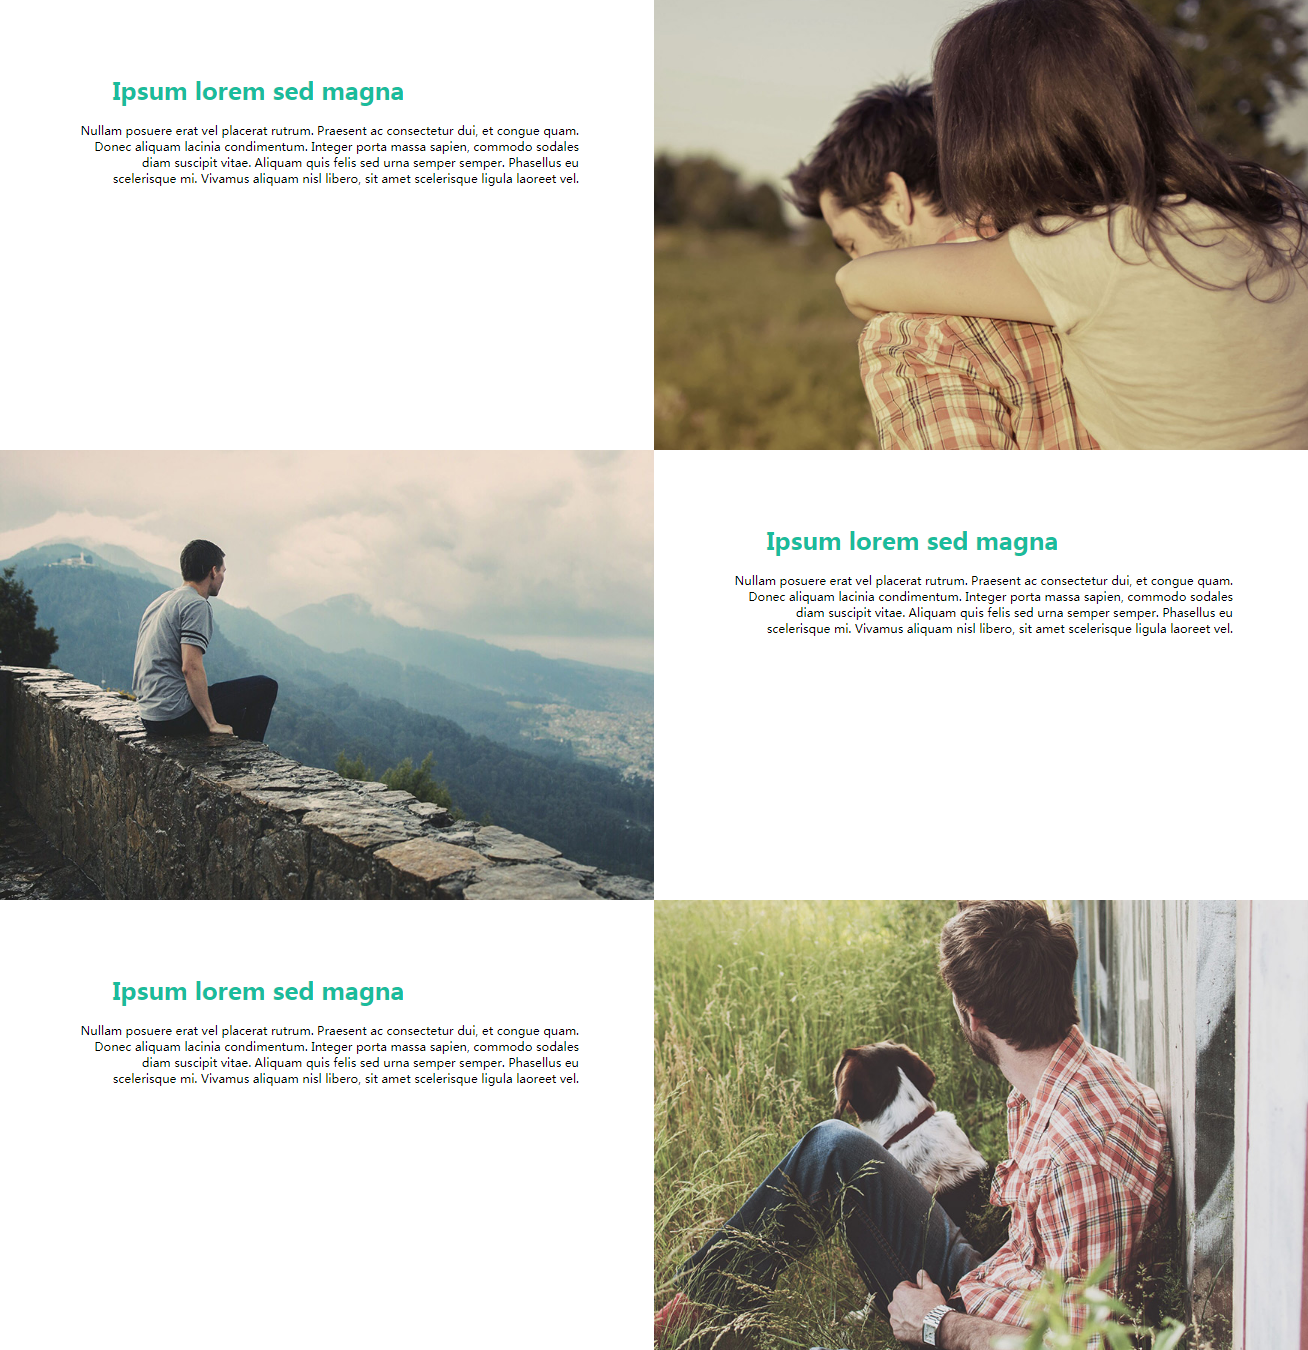 Ipsum lorem sed magna
Nullam posuere erat vel placerat rutrum. Praesent ac consectetur dui, et congue quam.
Donec aliquam lacinia condimentum. Integer porta massa sapien, commodo sodales
diam suscipit vitae. Aliquam quis felis sed urna semper semper. Phasellus eu
scelerisque mi. Vivamus aliquam nisl libero, sit amet scelerisque ligula laoreet vel.
Ipsum lorem sed magna
Nullam posuere erat vel placerat rutrum. Praesent ac consectetur dui, et congue quam.
Donec aliquam lacinia condimentum. Integer porta massa sapien, commodo sodales
diam suscipit vitae. Aliquam quis felis sed urna semper semper. Phasellus eu
scelerisque mi. Vivamus aliquam nisl libero, sit amet scelerisque ligula laoreet vel.
Ipsum lorem sed magna
Nullam posuere erat vel placerat rutrum. Praesent ac consectetur dui, et congue quam.
Donec aliquam lacinia condimentum. Integer porta massa sapien, commodo sodales
diam suscipit vitae. Aliquam quis felis sed urna semper semper. Phasellus eu
scelerisque mi. Vivamus aliquam nisl libero, sit amet scelerisque ligula laoreet vel.